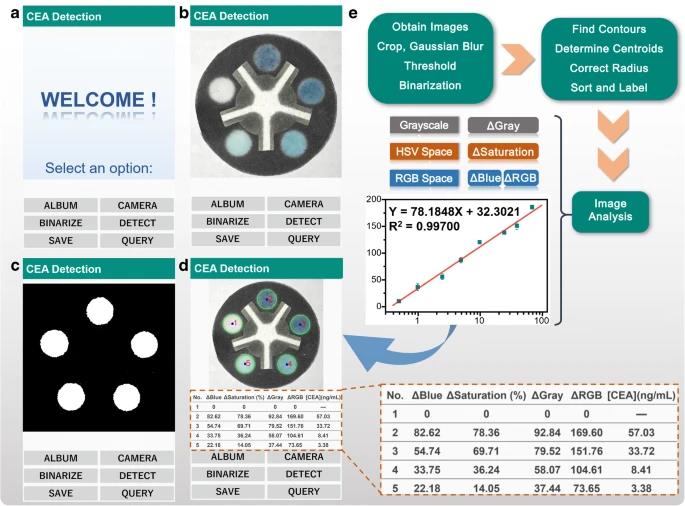 a
CEA Detection
WELCOME !
Select an option:
ALBUM CAMERA
BINARIZE DETECT
SAVE QUERY
b
CEA Detection
ALBUM CAMERA
BINARIZE DETECT
SAVE QUERY
c
CEA Detection
ALBUM CAMERA
BINARIZE DETECT
SAVE QUERY
d
CEA Detection
No. ΔBlue ΔSaturation (%) ΔGray ΔRGB [CEA](ng/mL)
1 0 0 0 0 —
2 82.62 78.36 92.84 169.60 57.03
3 54.74 69.71 79.52 151.76 33.72
4 33.75 36.24 58.07 104.61 8.41
5 22.18 14.05 37.44 73.65 3.38
ALBUM CAMERA
BINARIZE DETECT
SAVE QUERY
e
Obtain Images
Crop, Gaussian Blur
Threshold
Binarization
Find Contours
Determine Centroids
Correct Radius
Sort and Label
Grayscale ΔGray
HSV Space ΔSaturation
RGB Space ΔBlue ΔRGB
Image
Analysis
200
150
100
50
0
Y = 78.1848X + 32.3021
R² = 0.99700
1 10 100
No. ΔBlue ΔSaturation (%) ΔGray ΔRGB [CEA](ng/mL)
1 0 0 0 0 —
2 82.62 78.36 92.84 169.60 57.03
3 54.74 69.71 79.52 151.76 33.72
4 33.75 36.24 58.07 104.61 8.41
5 22.18 14.05 37.44 73.65 3.38